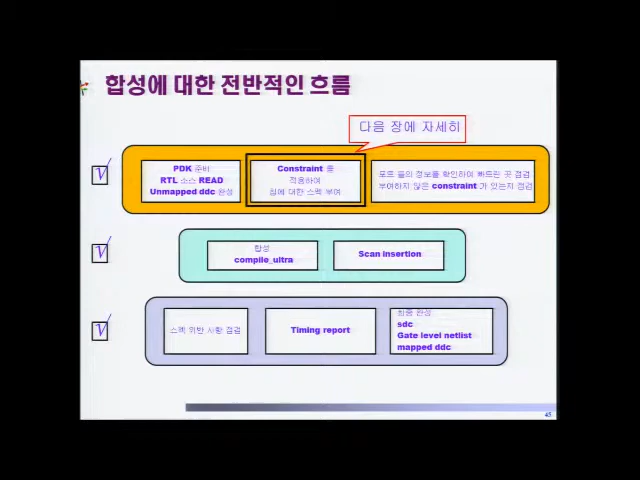 합성에 대한 전반적인 흐름
다음 장에 자세히
PDK 준비
RTL 소스 READ
Unmapped ddc 완성
Constraint 를
적용하여
칩에 대한 스펙 부여
포트 들의 정보를 확인하여 빠뜨린 곳 점검
부여하지 않은 constraint 가 있는지 점검
합성
compile_ultra
Scan insertion
스펙 위반 사항 점검
Timing report
최종 완성
sdc
Gate level netlist
mapped ddc
45